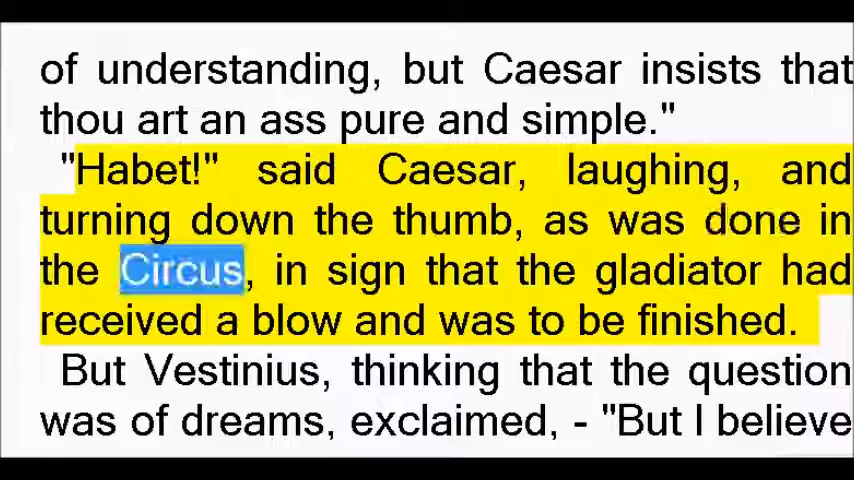 of understanding, but Caesar insists that
thou art an ass pure and simple."
"Habet!" said Caesar, laughing, and
turning down the thumb, as was done in
the Circus, in sign that the gladiator had
received a blow and was to be finished.
But Vestinius, thinking that the question
was of dreams, exclaimed, - "But I believe